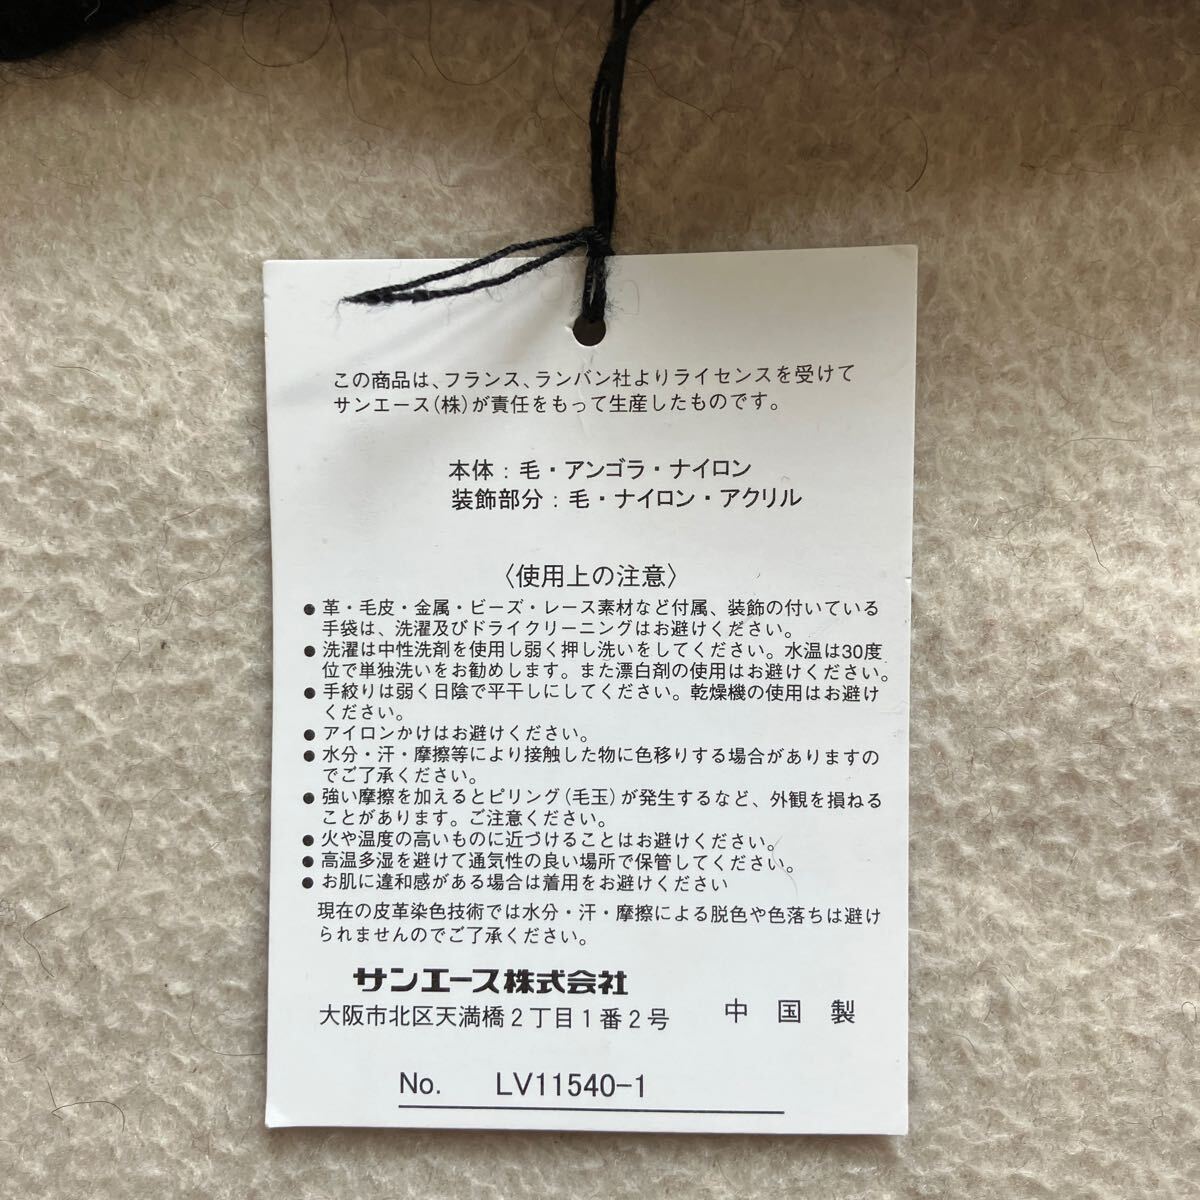 この商品は、フランス、ランバン社よりライセンスを受けて
サンエース(株)が責任をもって生産したものです。
本体：毛・アンゴラ・ナイロン
装飾部分：毛・ナイロン・アクリル
〈使用上の注意〉
●革・毛皮・金属・ビーズ・レース素材など付属、装飾の付いている
手袋は、洗濯及びドライクリーニングはお避けください。
●洗濯は中性洗剤を使用し弱く押し洗いをしてください。水温は30度
位で単独洗いをお勧めします。また漂白剤の使用はお避けください。
●手絞りは弱く日陰で平干しにしてください。乾燥機の使用はお避け
ください。
●アイロンかけはお避けください。
●水分・汗・摩擦等により接触した物に色移りする場合がありますの
でご了承ください。
●強い摩擦を加えるとピリング(毛玉)が発生するなど、外観を損ねる
ことがあります。ご注意ください。
●火や温度の高いものに近づけることはお避けください。
●高温多湿を避けて通気性の良い場所で保管してください。
●お肌に違和感がある場合は着用をお避けください
現在の皮革染色技術では水分・汗・摩擦による脱色や色落ちは避け
られませんのでご了承ください。
サンエース株式会社
大阪市北区天満橋2丁目1番2号 中国製
No. LV11540-1